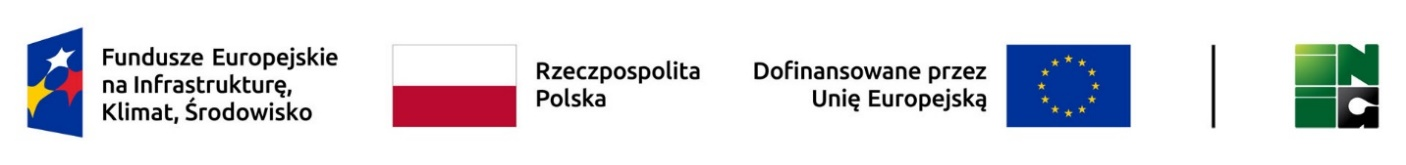 Fundusze Europejskie
na Infrastrukturę,
Klimat, Środowisko
Rzeczpospolita
Polska
Dofinansowane przez
Unię Europejską